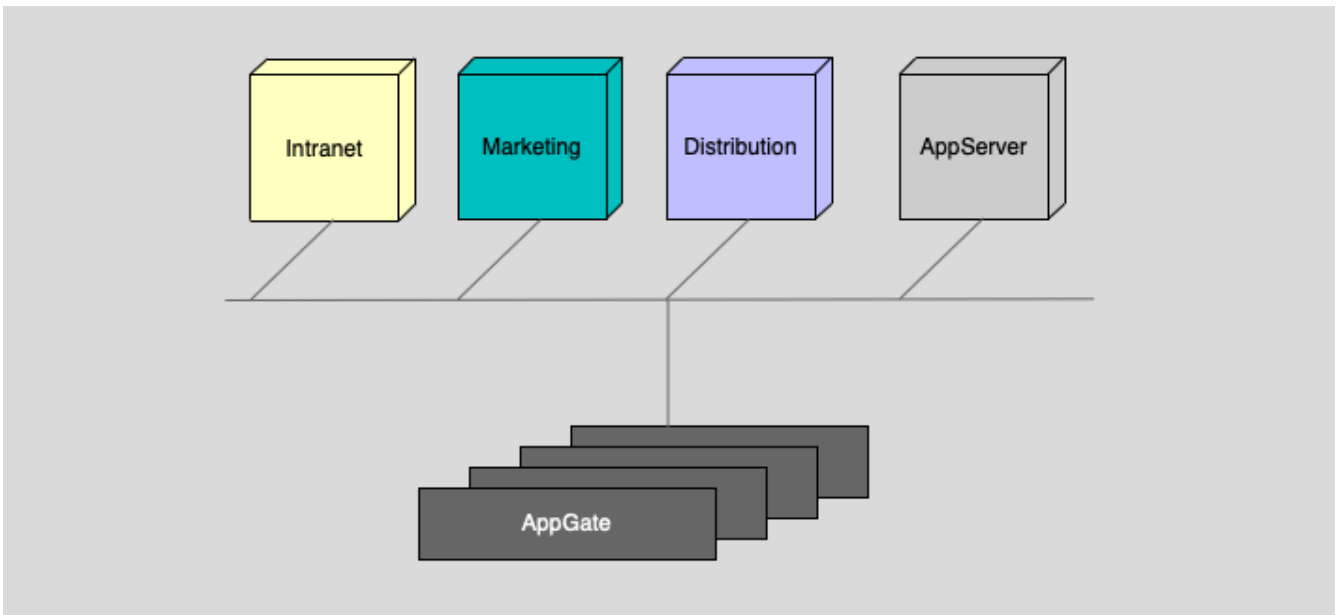 Intranet
Marketing
Distribution
AppServer
AppGate